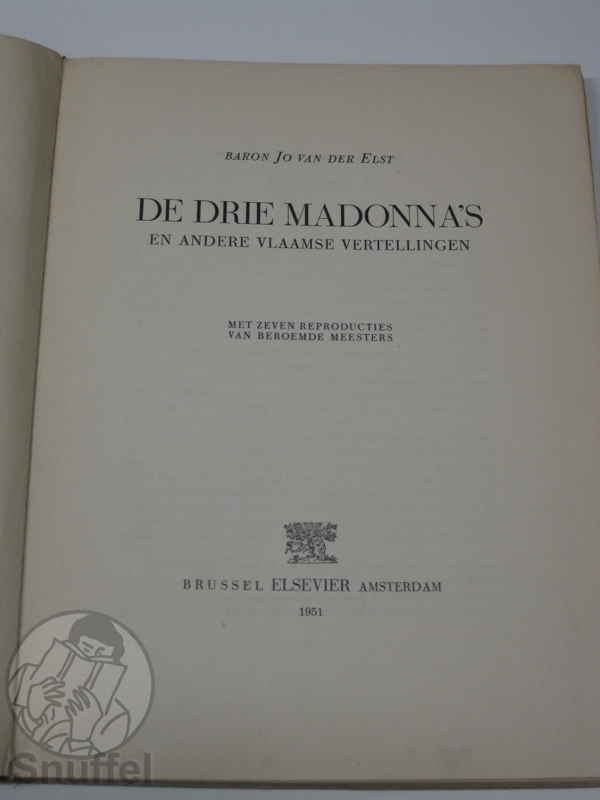 BARON JO VAN DER ELST
DE DRIE MADONNA'S
EN ANDERE VLAAMSE VERTELLINGEN
MET ZEVEN REPRODUCTIES
VAN BEROEMDE MEESTERS
BRUSSEL ELSEVIER AMSTERDAM
1951
Snuffel